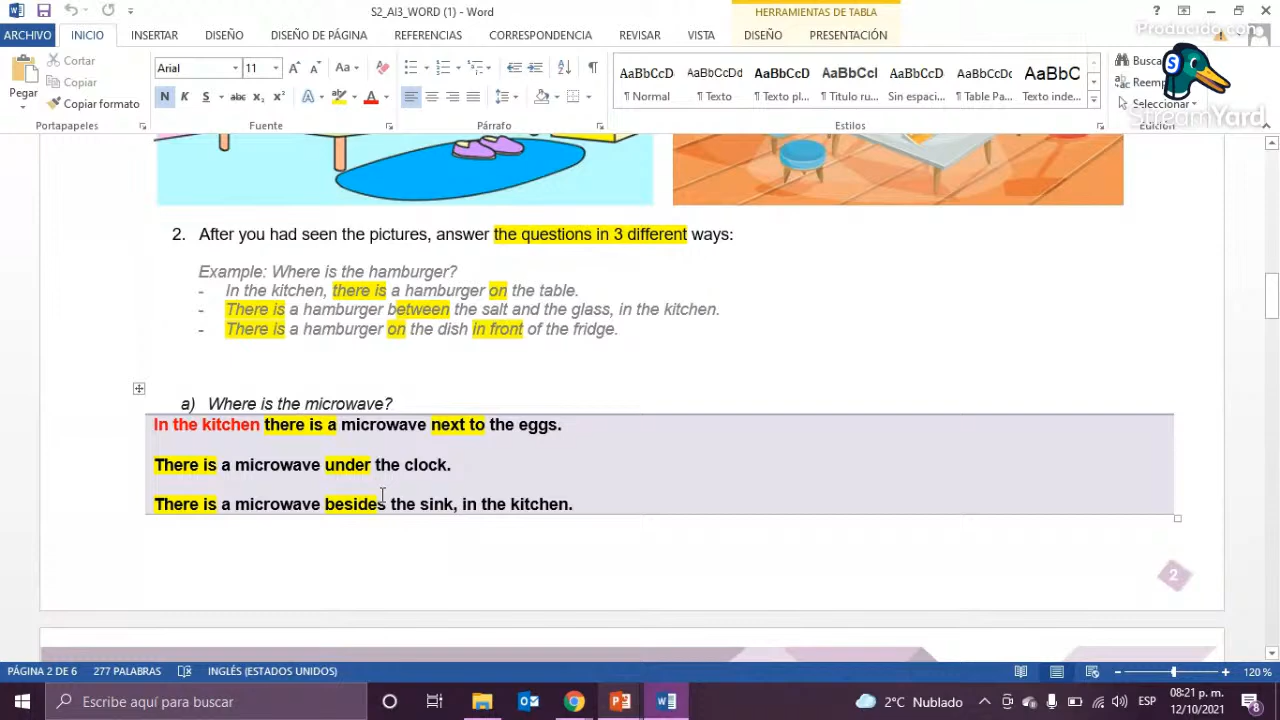 S2_AI3_WORD (1) - Word
HERRAMIENTAS DE TABLA
ARCHIVO INICIO INSERTAR DISEÑO DISEÑO DE PÁGINA REFERENCIAS CORRESPONDENCIA REVISAR VISTA DISEÑO PRESENTACIÓN
Producido con
StreamYard
Pegar
Cortar
Copiar
Copiar formato
Portapapeles
Arial 11
N K S abc x₂ x²
Fuente
Párrafo
AaBbCcD AaBbCcDd AaBbCcD AaBbCcI AaBbCcD AaBbCcDc AaBbC
¶ Normal ¶ Texto ¶ Texto pl... ¶ Titulo ru... ¶ Sin espaci... ¶ Table Pa... Texto inde...
Estilos
Seleccionar
Edición
2. After you had seen the pictures, answer the questions in 3 different ways:
Example: Where is the hamburger?
- In the kitchen, there is a hamburger on the table.
- There is a hamburger between the salt and the glass, in the kitchen.
- There is a hamburger on the dish in front of the fridge.
a) Where is the microwave?
In the kitchen there is a microwave next to the eggs.
There is a microwave under the clock.
There is a microwave besides the sink, in the kitchen.
2
PÁGINA 2 DE 6 277 PALABRAS INGLÉS (ESTADOS UNIDOS) 120 %
Escribe aquí para buscar
2°C Nublado
ESP
08:21 p. m.
12/10/2021
8